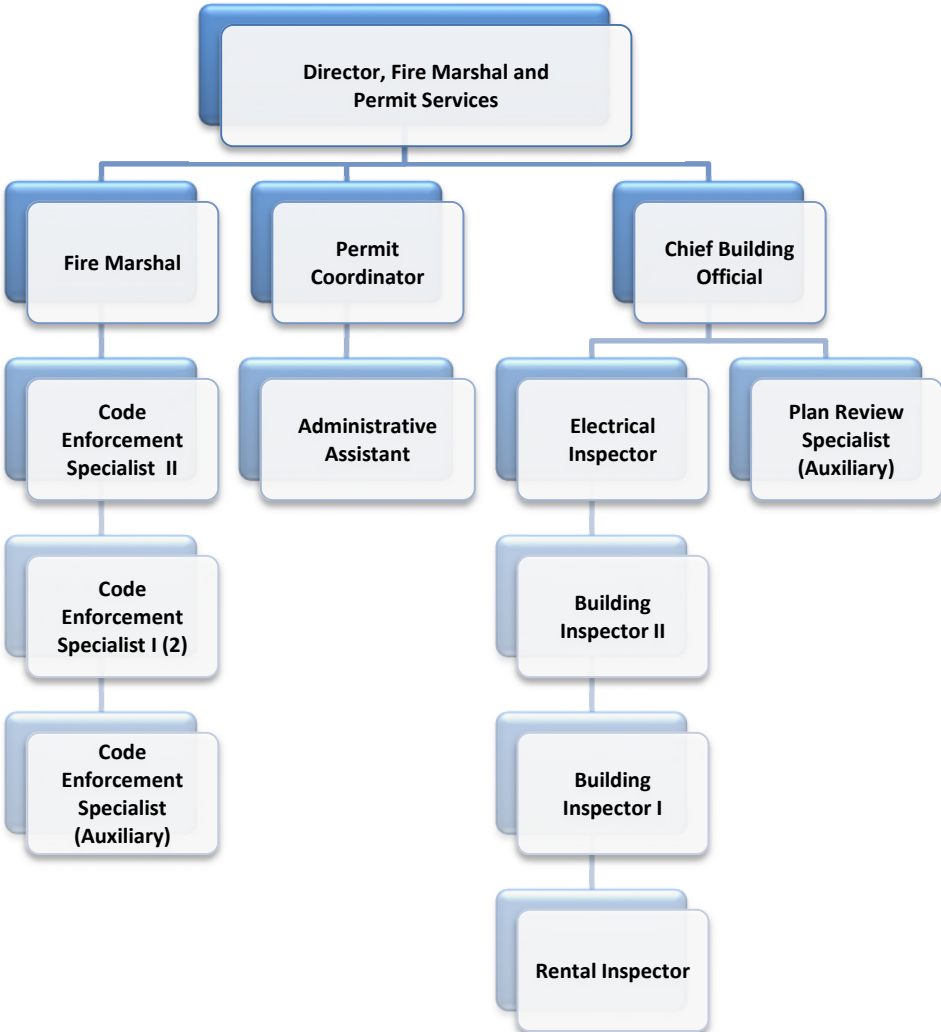 Director, Fire Marshal and
Permit Services
Fire Marshal
Permit
Coordinator
Chief Building
Official
Code
Enforcement
Specialist  II
Administrative
Assistant
Electrical
Inspector
Plan Review
Specialist
(Auxiliary)
Code
Enforcement
Specialist I (2)
Building
Inspector II
Code
Enforcement
Specialist
(Auxiliary)
Building
Inspector I
Rental Inspector